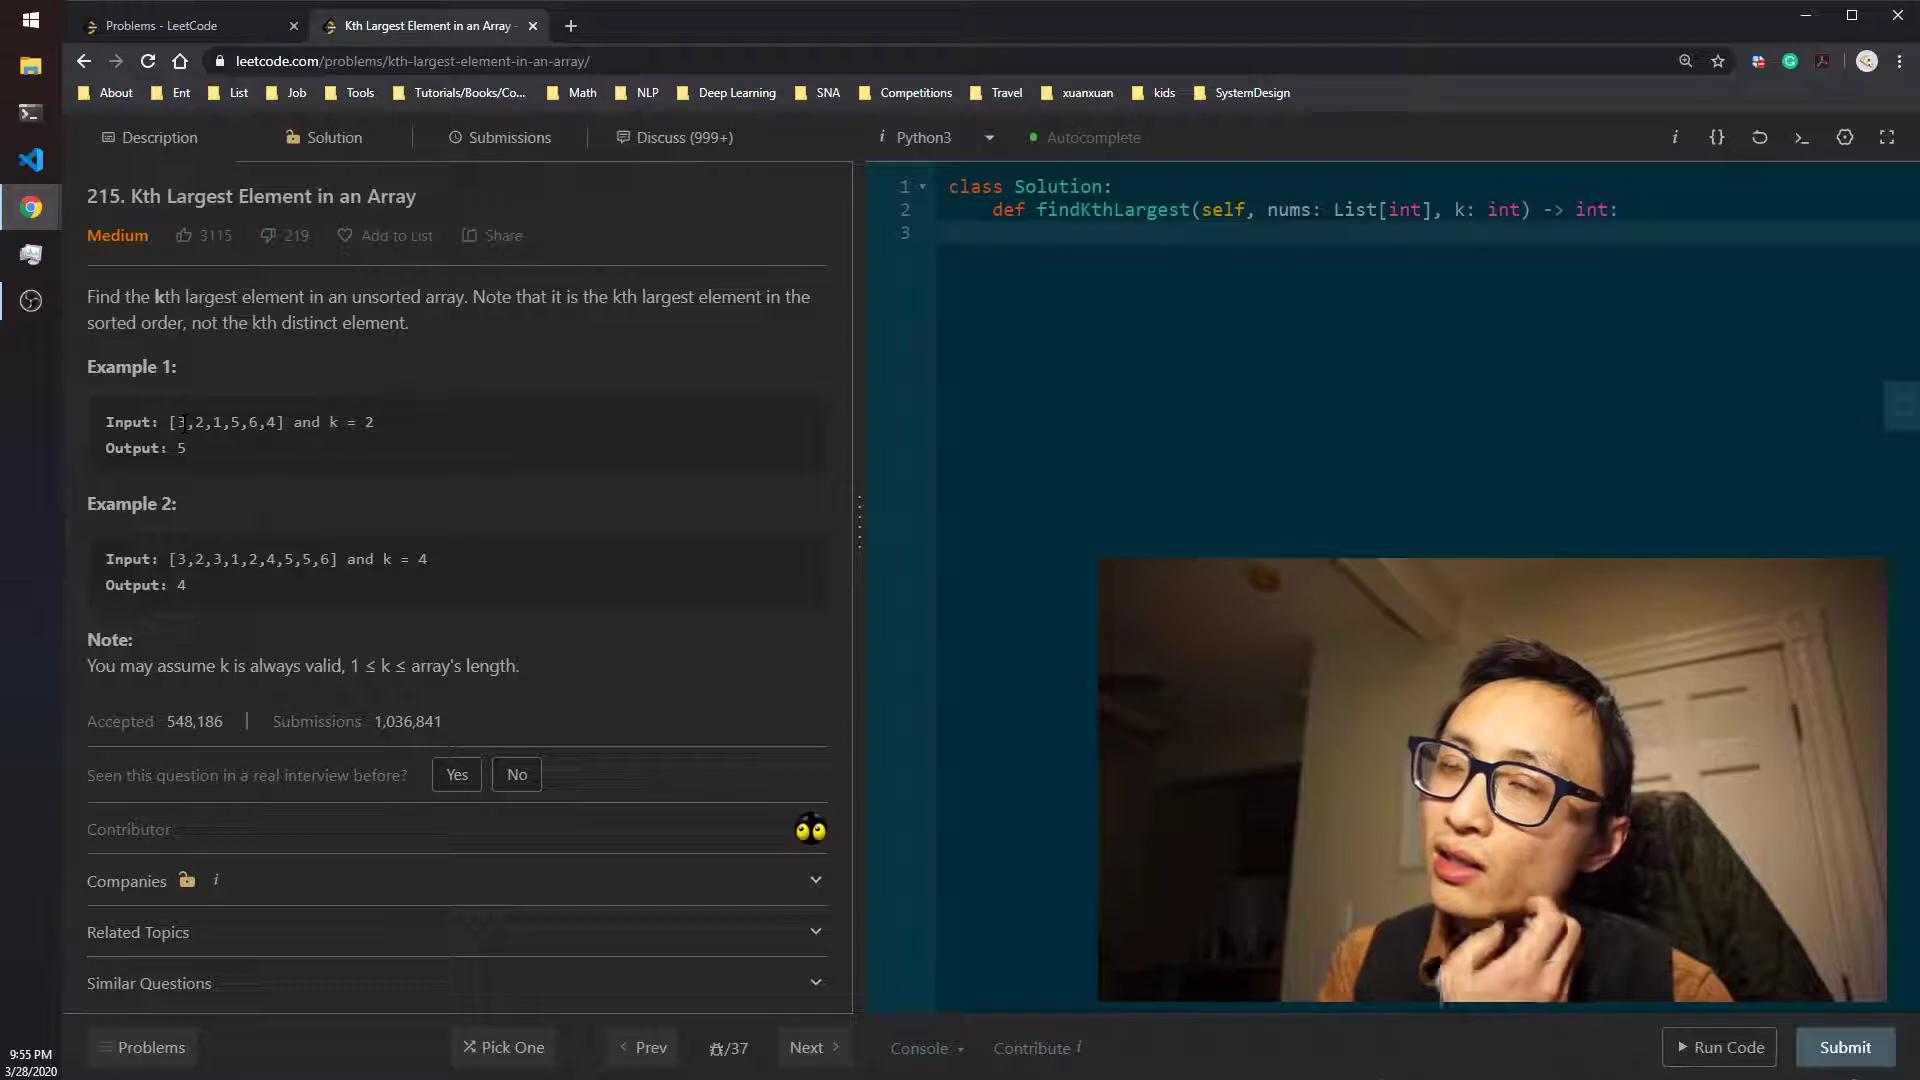 Problems - LeetCode
Kth Largest Element in an Array -
leetcode.com/problems/kth-largest-element-in-an-array/
About Ent List Job Tools Tutorials/Books/Co... Math NLP Deep Learning SNA Competitions Travel xuanxuan kids SystemDesign
Description Solution Submissions Discuss (999+)
i Python3 Autocomplete i {}
215. Kth Largest Element in an Array
Medium 3115 219 Add to List Share
Find the kth largest element in an unsorted array. Note that it is the kth largest element in the
sorted order, not the kth distinct element.
Example 1:
Input: [3,2,1,5,6,4] and k = 2
Output: 5
Example 2:
Input: [3,2,3,1,2,4,5,5,6] and k = 4
Output: 4
Note:
You may assume k is always valid, 1 ≤ k ≤ array's length.
Accepted 548,186 | Submissions 1,036,841
Seen this question in a real interview before? Yes No
Contributor
Companies i
Related Topics
Similar Questions
Problems Pick One Prev /37 Next
1 class Solution:
2 def findKthLargest(self, nums: List[int], k: int) -> int:
3
Console Contribute i Run Code Submit
9:55 PM
3/28/2020